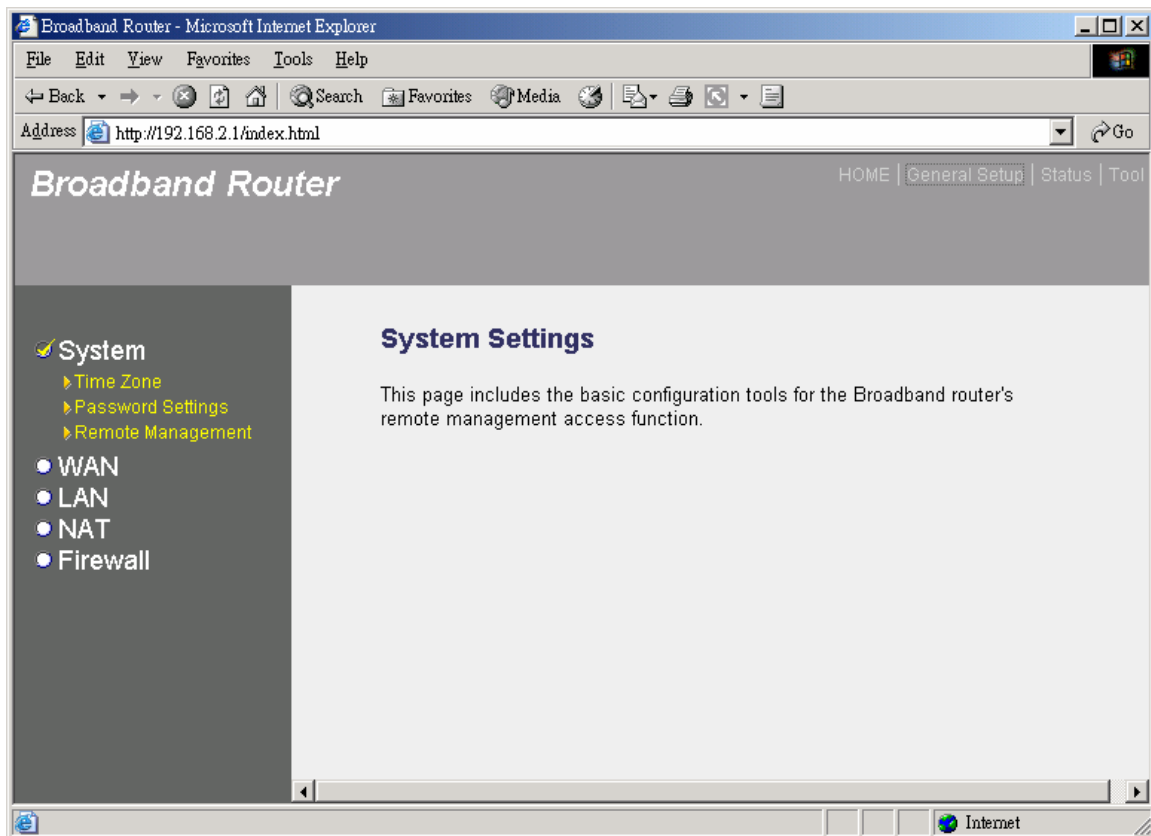 Broadband Router - Microsoft Internet Explorer
File Edit View Favorites Tools Help
Back Search Favorites Media
Address http://192.168.2.1/index.html Go
Broadband Router
HOME | General Setup | Status | Tool
System
Time Zone
Password Settings
Remote Management
WAN
LAN
NAT
Firewall
System Settings
This page includes the basic configuration tools for the Broadband router's
remote management access function.
Internet